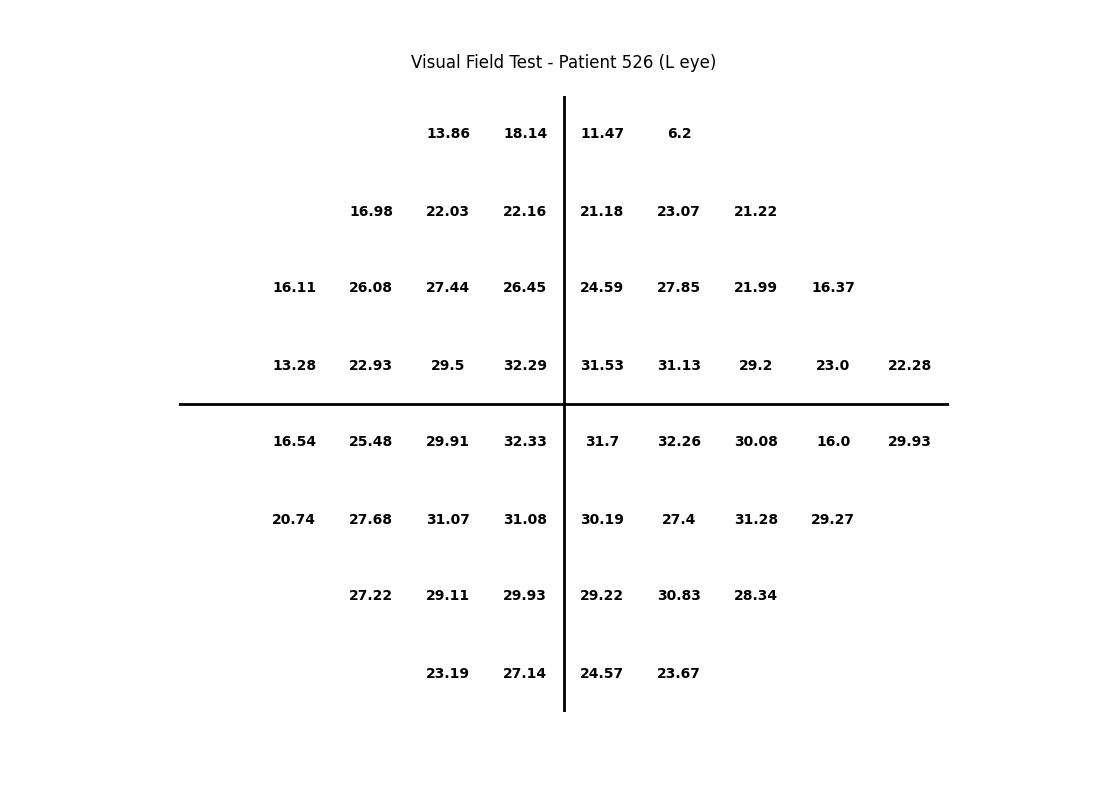 Visual Field Test - Patient 526 (L eye)
13.86 18.14 11.47 6.2
16.98 22.03 22.16 21.18 23.07 21.22
16.11 26.08 27.44 26.45 24.59 27.85 21.99 16.37
13.28 22.93 29.5 32.29 31.53 31.13 29.2 23.0 22.28
16.54 25.48 29.91 32.33 31.7 32.26 30.08 16.0 29.93
20.74 27.68 31.07 31.08 30.19 27.4 31.28 29.27
27.22 29.11 29.93 29.22 30.83 28.34
23.19 27.14 24.57 23.67